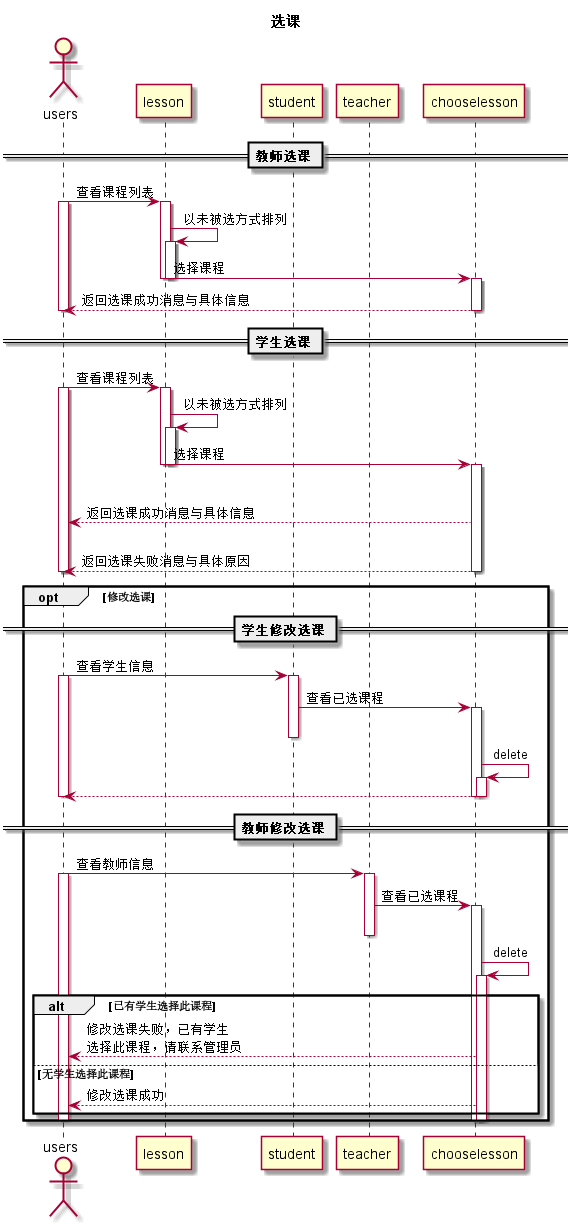 选课
users
lesson
student
teacher
chooselesson
教师选课
查看课程列表
以未被选方式排列
选择课程
返回选课成功消息与具体信息
学生选课
查看课程列表
以未被选方式排列
选择课程
返回选课成功消息与具体信息
返回选课失败消息与具体原因
opt [修改选课]
学生修改选课
查看学生信息
查看已选课程
delete
教师修改选课
查看教师信息
查看已选课程
delete
alt [已有学生选择此课程]
修改选课失败，已有学生
选择此课程，请联系管理员
[无学生选择此课程]
修改选课成功
users
lesson
student
teacher
chooselesson